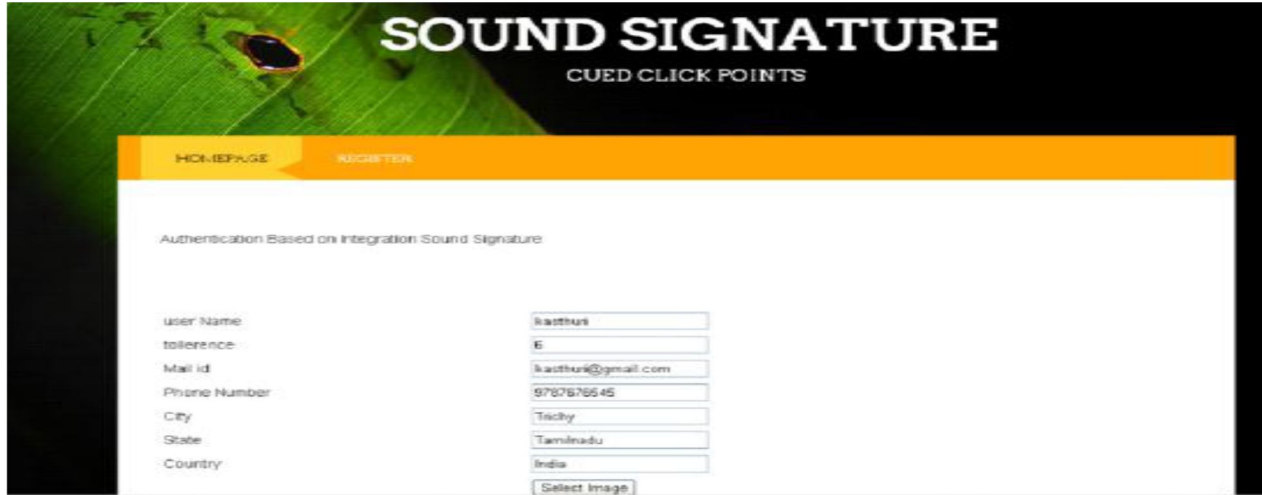 SOUND SIGNATURE
CUED CLICK POINTS
HOMEPAGE REGISTER
Authentication Based on Integration Sound Signature
user Name kasthuri
tollerence 6
Mail id kasthuri@gmail.com
Phone Number 9787676545
City Trichy
State Tamilnadu
Country India
Select Image